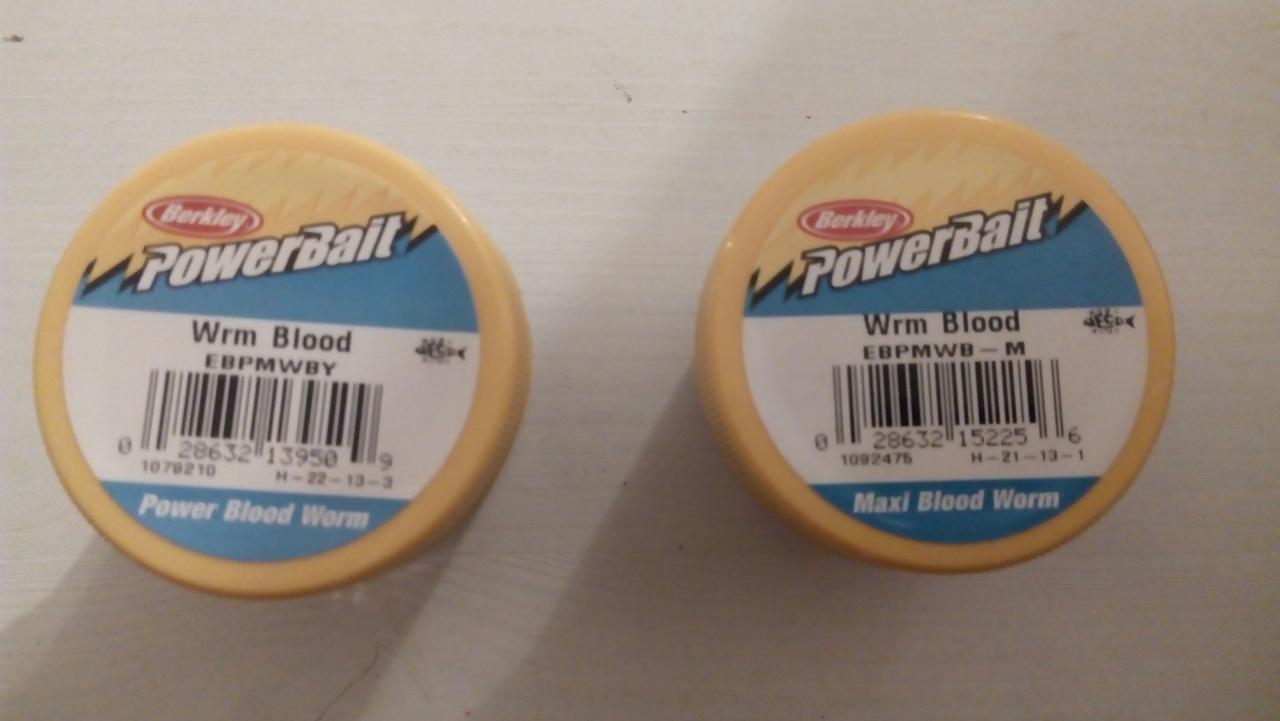 Berkley
PowerBait
Wrm Blood
EBPMWBY
0 28632 13950 9
1079210 H-22-13-3
Power Blood Worm
Berkley
PowerBait
Wrm Blood
EBPMWB-M
0 28632 15225 6
1092475 H-21-13-1
Maxi Blood Worm